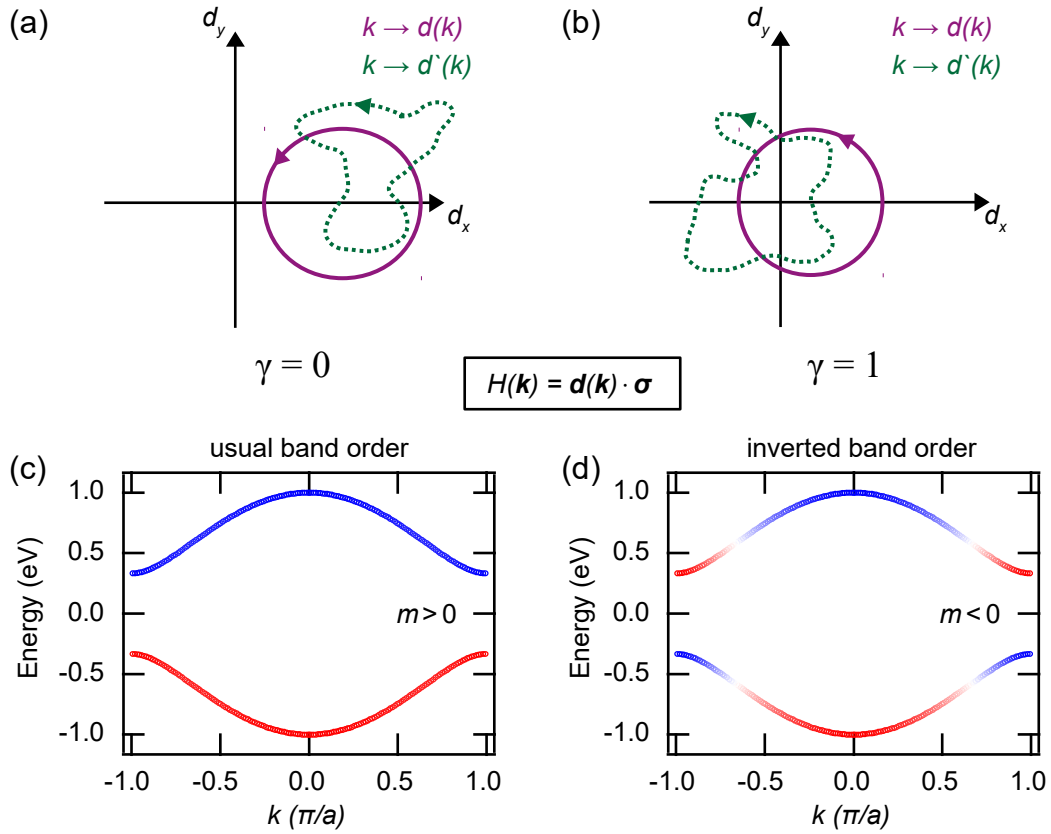 (a)
d_y
k → d(k)
k → d`(k)
d_x
γ = 0
(b)
d_y
k → d(k)
k → d`(k)
d_x
γ = 1
H(k) = d(k) · σ
(c)
usual band order
Energy (eV)
1.0
0.5
0.0
-0.5
-1.0
m > 0
-1.0 -0.5 0.0 0.5 1.0
k (π/a)
(d)
inverted band order
Energy (eV)
1.0
0.5
0.0
-0.5
-1.0
m < 0
-1.0 -0.5 0.0 0.5 1.0
k (π/a)